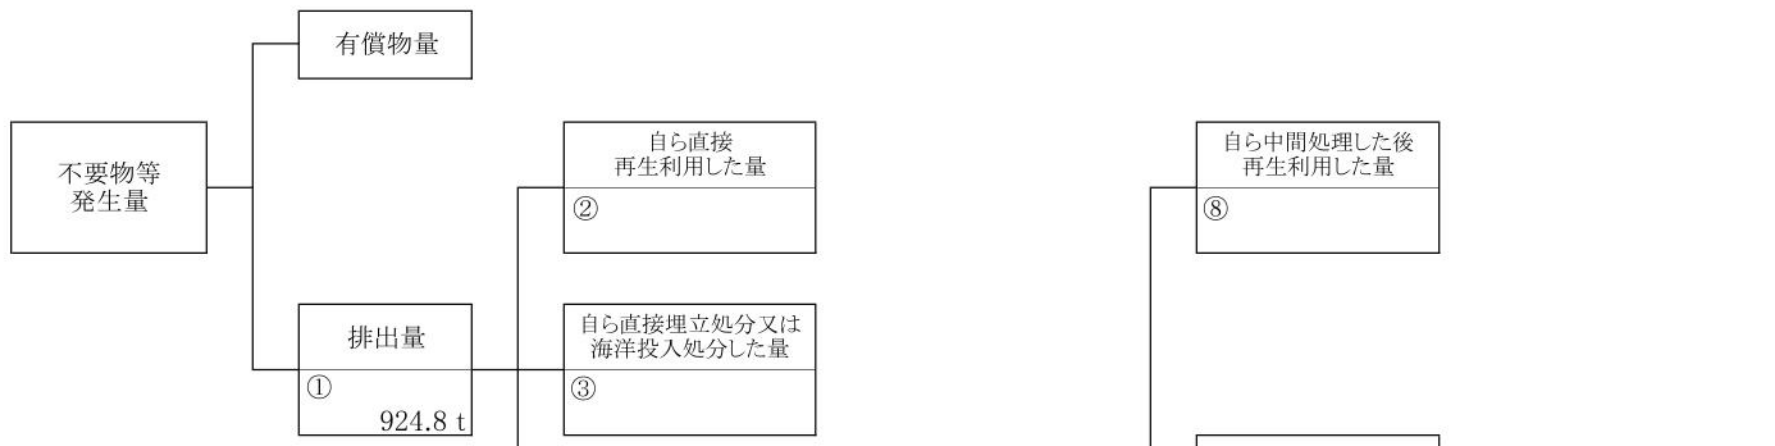 有償物量
不要物等
発生量
自ら直接
再生利用した量
②
自ら中間処理した後
再生利用した量
⑧
排出量
①
924.8 t
自ら直接埋立処分又は
海洋投入処分した量
③